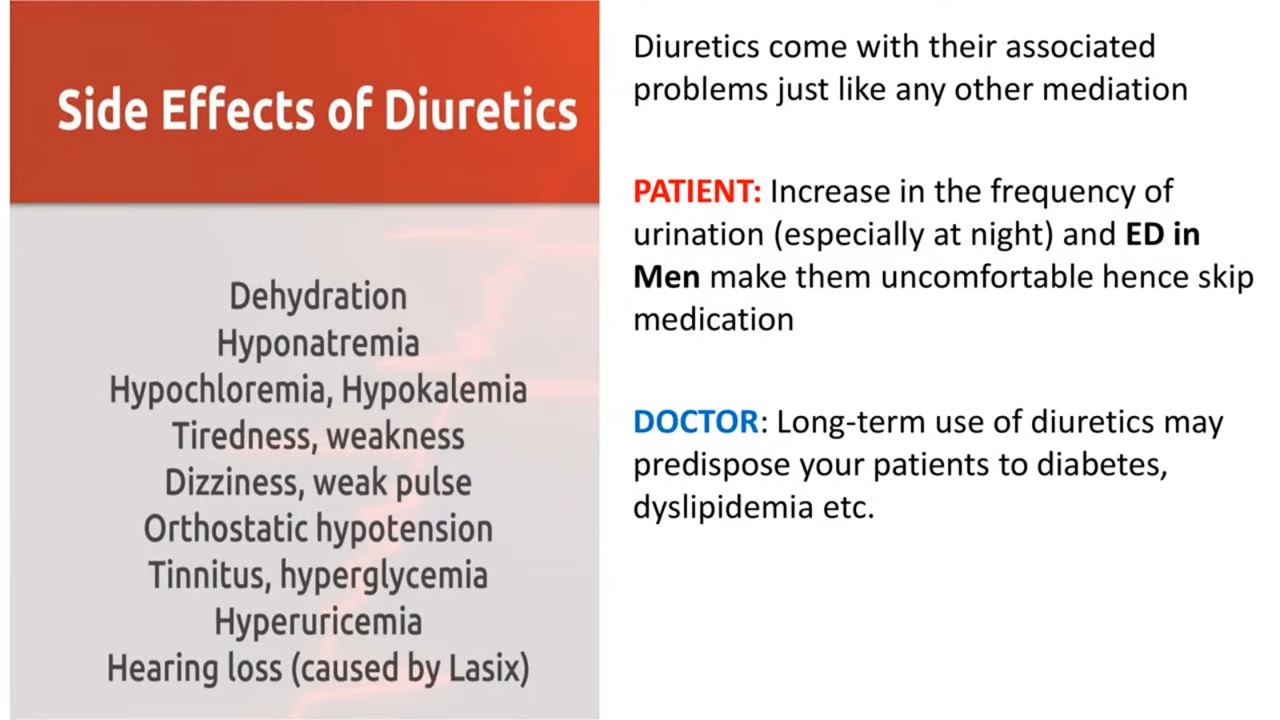 Side Effects of Diuretics
Dehydration
Hyponatremia
Hypochloremia, Hypokalemia
Tiredness, weakness
Dizziness, weak pulse
Orthostatic hypotension
Tinnitus, hyperglycemia
Hyperuricemia
Hearing loss (caused by Lasix)
Diuretics come with their associated
problems just like any other mediation
PATIENT: Increase in the frequency of
urination (especially at night) and ED in
Men make them uncomfortable hence skip
medication
DOCTOR: Long-term use of diuretics may
predispose your patients to diabetes,
dyslipidemia etc.